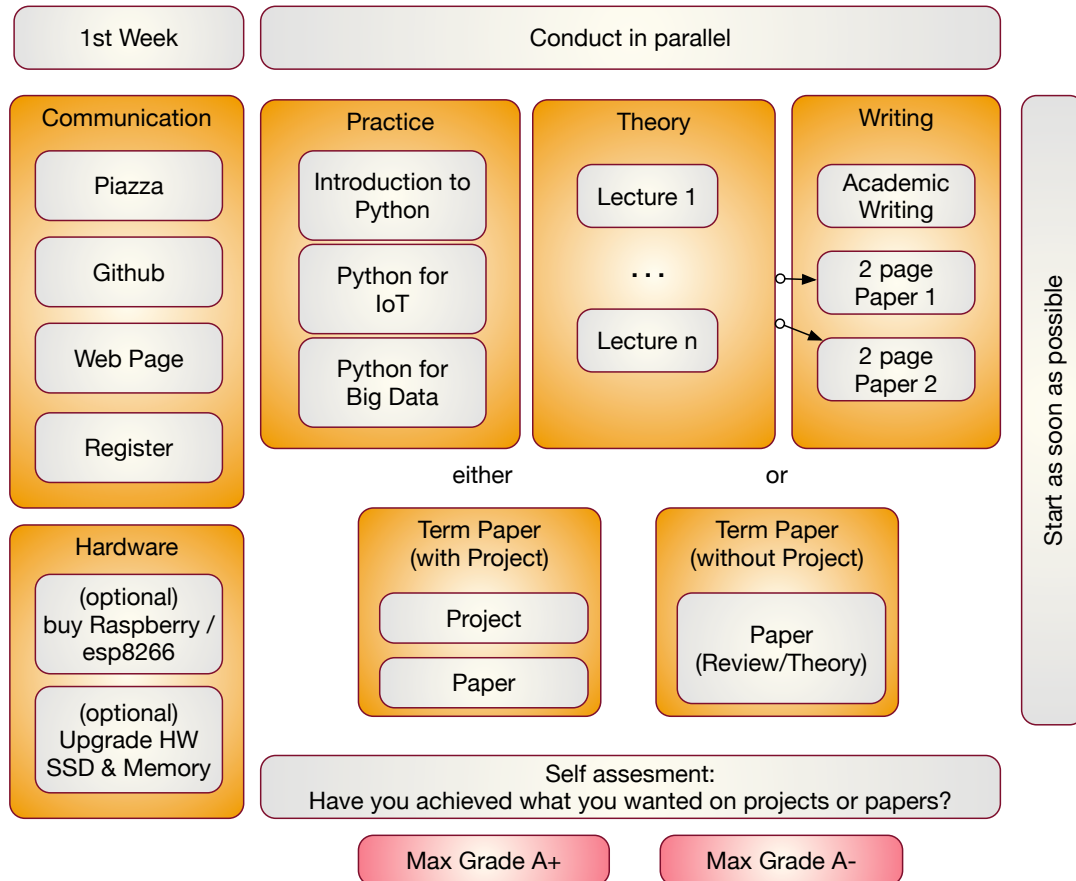 1st Week
Conduct in parallel
Communication
Piazza
Github
Web Page
Register
Practice
Introduction to
Python
Python for
IoT
Python for
Big Data
Theory
Lecture 1
...
Lecture n
Writing
Academic
Writing
2 page
Paper 1
2 page
Paper 2
Start as soon as possible
either
or
Hardware
(optional)
buy Raspberry /
esp8266
(optional)
Upgrade HW
SSD & Memory
Term Paper
(with Project)
Project
Paper
Term Paper
(without Project)
Paper
(Review/Theory)
Self assesment:
Have you achieved what you wanted on projects or papers?
Max Grade A+
Max Grade A-